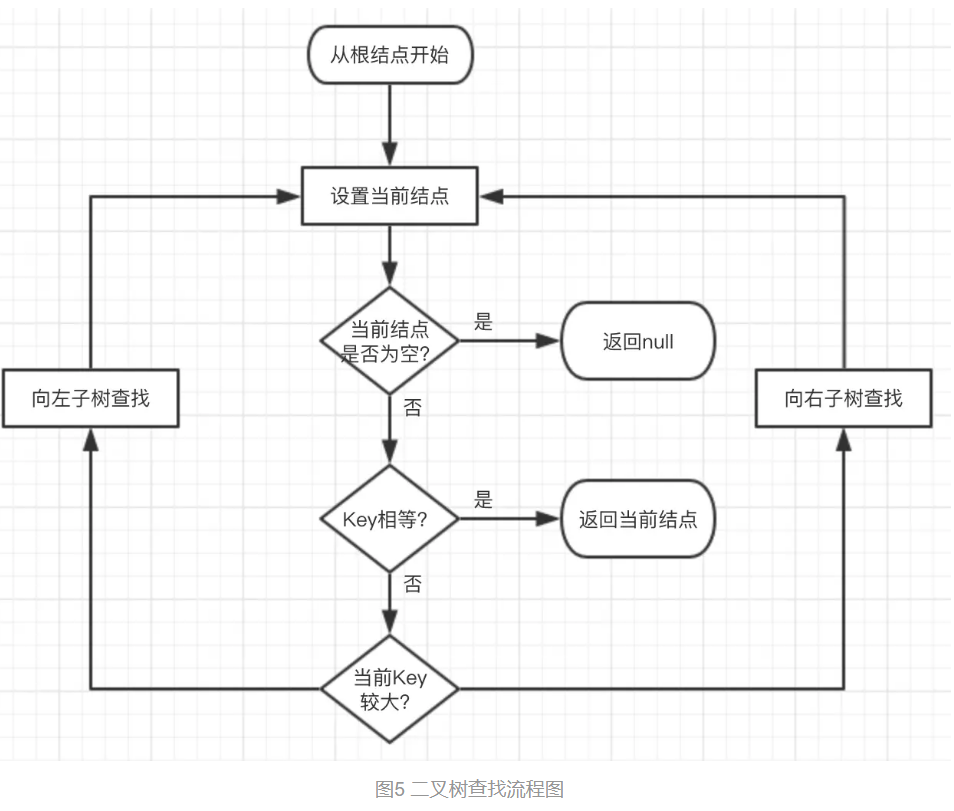 从根结点开始
设置当前结点
当前结点
是否为空?
是
返回null
向左子树查找
向右子树查找
否
Key相等?
是
返回当前结点
否
当前Key
较大?
图5 二叉树查找流程图